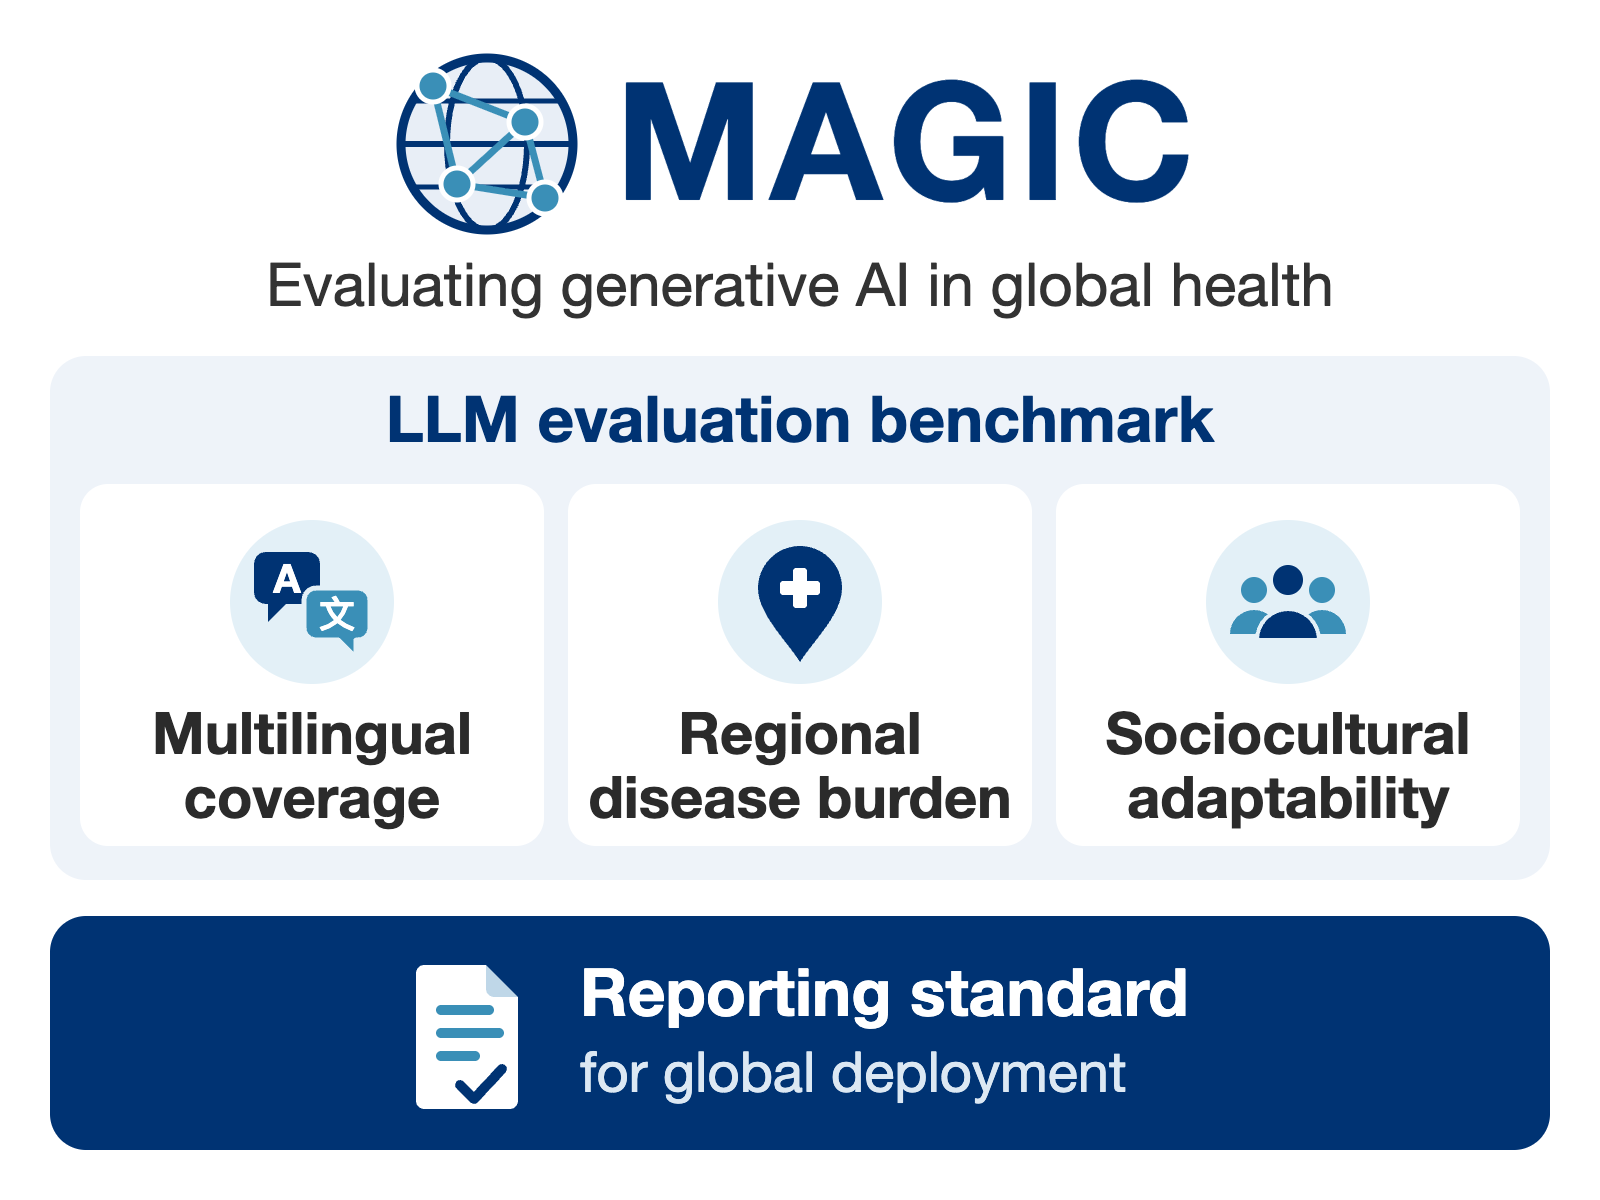 MAGIC
Evaluating generative AI in global health
LLM evaluation benchmark
A
文
Multilingual
coverage
Regional
disease burden
Sociocultural
adaptability
Reporting standard
for global deployment